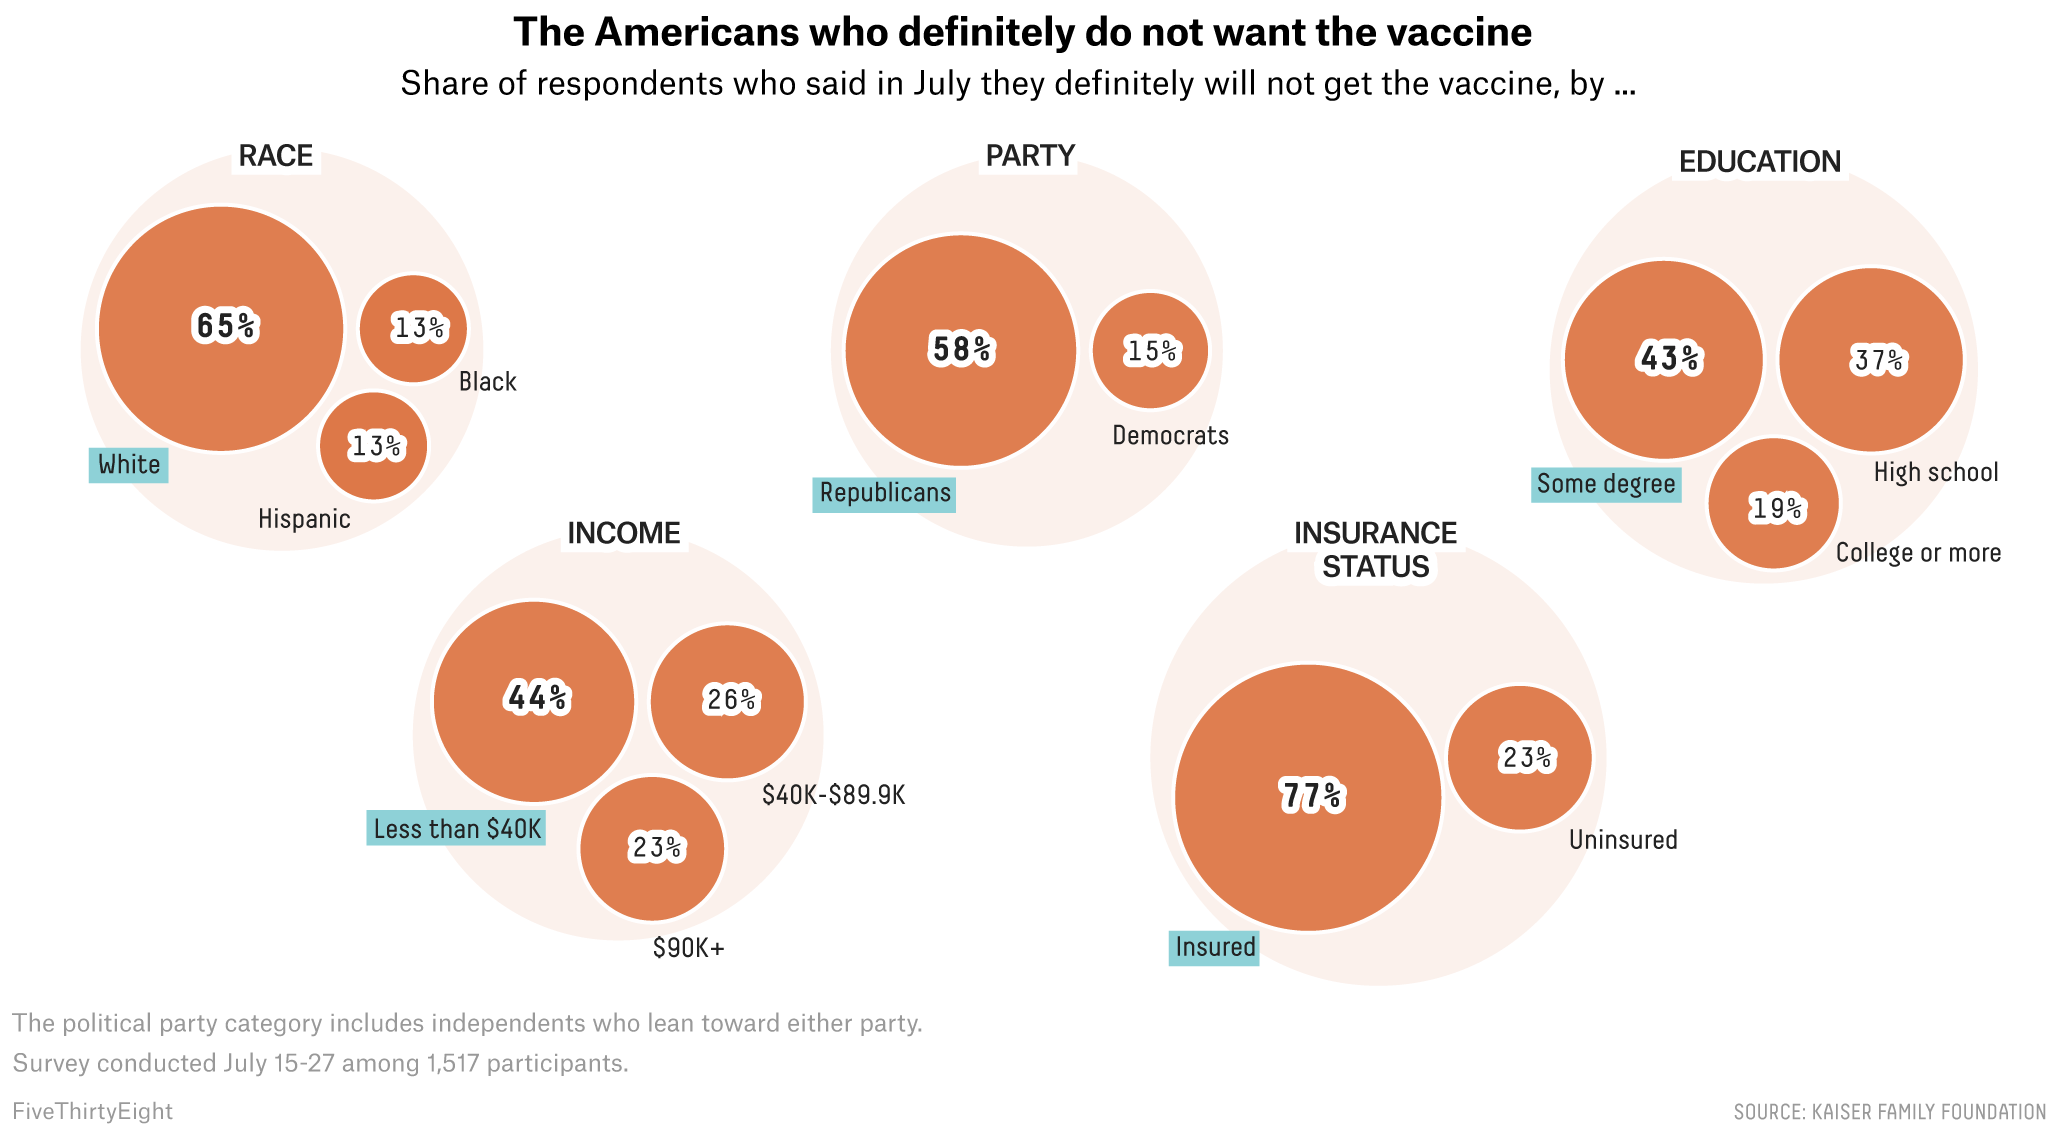 The Americans who definitely do not want the vaccine
Share of respondents who said in July they definitely will not get the vaccine, by ...
RACE
65%
13%
Black
13%
White
Hispanic
PARTY
58%
15%
Democrats
Republicans
EDUCATION
43%
37%
High school
Some degree
19%
College or more
INCOME
44%
26%
$40K-$89.9K
Less than $40K
23%
$90K+
INSURANCE
STATUS
77%
23%
Uninsured
Insured
The political party category includes independents who lean toward either party.
Survey conducted July 15-27 among 1,517 participants.
FiveThirtyEight
SOURCE: KAISER FAMILY FOUNDATION